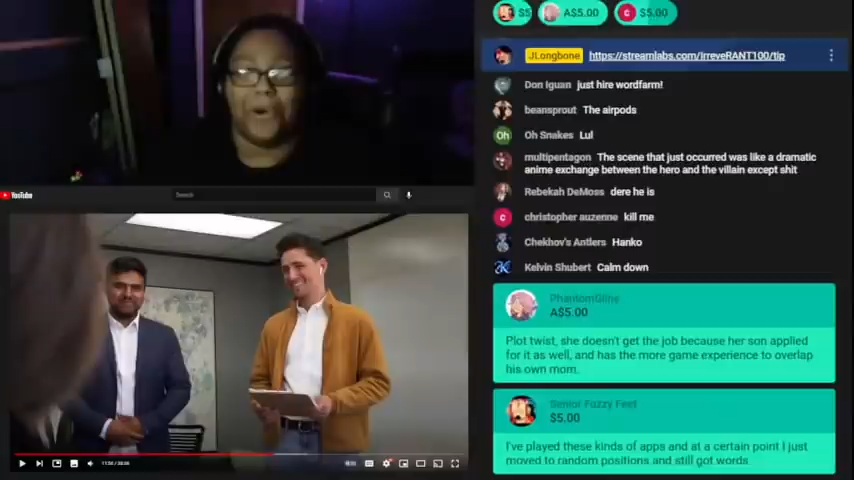 $5
A$5.00
C $5.00
JLongbone https://streamlabs.com/IrreveRANT100/tip
Don Iguan just hire wordfarm!
beansprout The airpods
Oh Oh Snakes Lul
multipentagon The scene that just occurred was like a dramatic
anime exchange between the hero and the villain except shit
Rebekah DeMoss dere he is
c christopher auzenne kill me
Chekhov's Antlers Hanko
Kelvin Shubert Calm down
YouTube
Search
PhantomGline
A$5.00
Plot twist, she doesn't get the job because her son applied
for it as well, and has the more game experience to overlap
his own mom.
Senior Fuzzy Feet
$5.00
I've played these kinds of apps and at a certain point I just
moved to random positions and still got words.